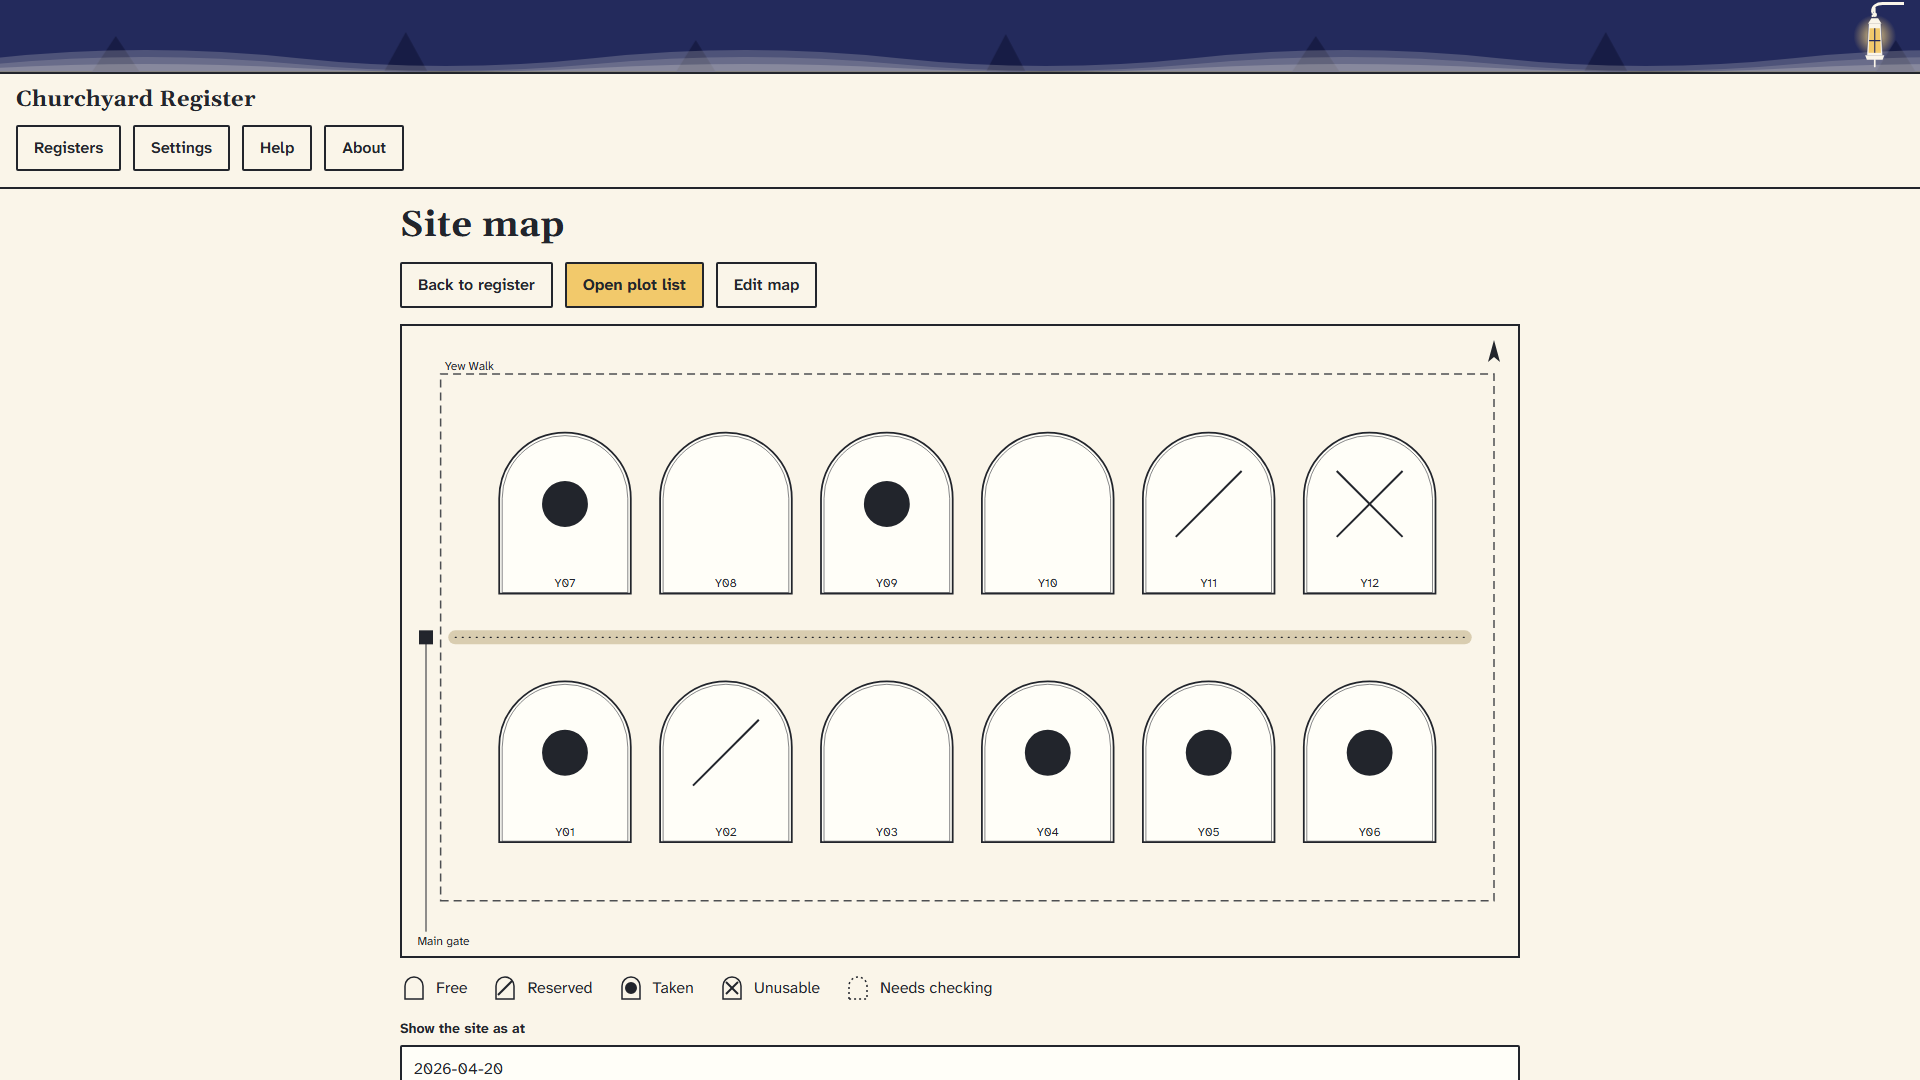 Churchyard Register
Registers Settings Help About
Site map
Back to register Open plot list Edit map
Yew Walk
Y07 Y08 Y09 Y10 Y11 Y12
Y01 Y02 Y03 Y04 Y05 Y06
Main gate
Free Reserved Taken Unusable Needs checking
Show the site as at
2026-04-20